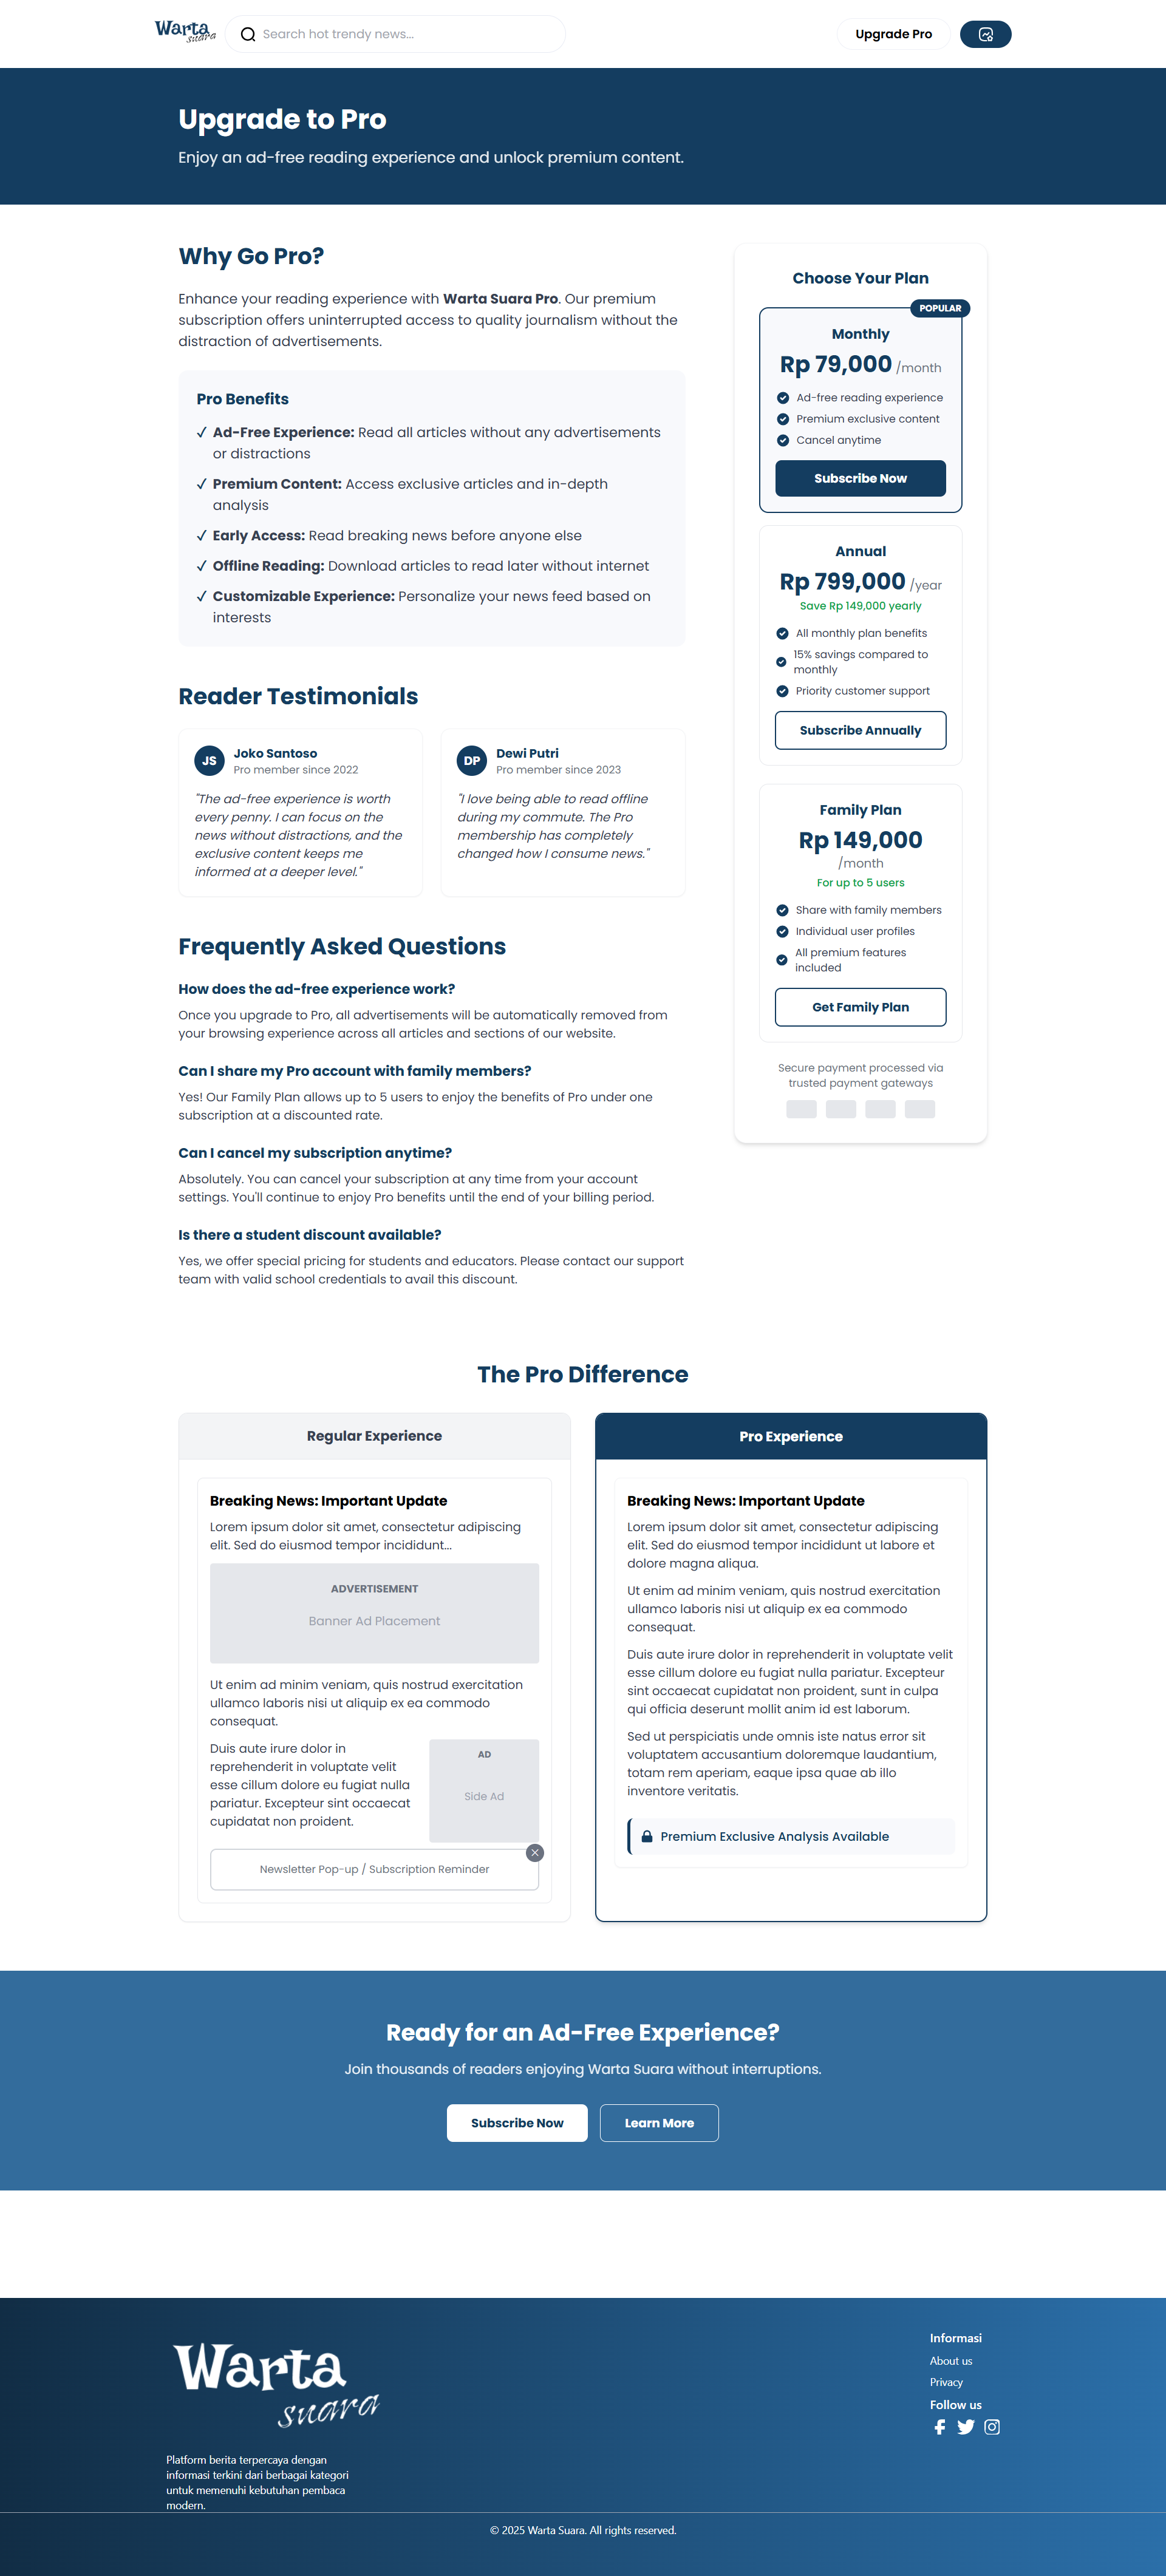 Warta
suara
Search hot trendy news...
Upgrade Pro
Upgrade to Pro
Enjoy an ad-free reading experience and unlock premium content.
Why Go Pro?
Enhance your reading experience with Warta Suara Pro. Our premium
subscription offers uninterrupted access to quality journalism without the
distraction of advertisements.
Pro Benefits
✓ Ad-Free Experience: Read all articles without any advertisements
or distractions
✓ Premium Content: Access exclusive articles and in-depth
analysis
✓ Early Access: Read breaking news before anyone else
✓ Offline Reading: Download articles to read later without internet
✓ Customizable Experience: Personalize your news feed based on
interests
Reader Testimonials
JS
Joko Santoso
Pro member since 2022
"The ad-free experience is worth
every penny. I can focus on the
news without distractions, and the
exclusive content keeps me
informed at a deeper level."
DP
Dewi Putri
Pro member since 2023
"I love being able to read offline
during my commute. The Pro
membership has completely
changed how I consume news."
Frequently Asked Questions
How does the ad-free experience work?
Once you upgrade to Pro, all advertisements will be automatically removed from
your browsing experience across all articles and sections of our website.
Can I share my Pro account with family members?
Yes! Our Family Plan allows up to 5 users to enjoy the benefits of Pro under one
subscription at a discounted rate.
Can I cancel my subscription anytime?
Absolutely. You can cancel your subscription at any time from your account
settings. You'll continue to enjoy Pro benefits until the end of your billing period.
Is there a student discount available?
Yes, we offer special pricing for students and educators. Please contact our support
team with valid school credentials to avail this discount.
Choose Your Plan
POPULAR
Monthly
Rp 79,000 /month
Ad-free reading experience
Premium exclusive content
Cancel anytime
Subscribe Now
Annual
Rp 799,000 /year
Save Rp 149,000 yearly
All monthly plan benefits
15% savings compared to
monthly
Priority customer support
Subscribe Annually
Family Plan
Rp 149,000
/month
For up to 5 users
Share with family members
Individual user profiles
All premium features
included
Get Family Plan
Secure payment processed via
trusted payment gateways
The Pro Difference
Regular Experience
Breaking News: Important Update
Lorem ipsum dolor sit amet, consectetur adipiscing
elit. Sed do eiusmod tempor incididunt...
ADVERTISEMENT
Banner Ad Placement
Ut enim ad minim veniam, quis nostrud exercitation
ullamco laboris nisi ut aliquip ex ea commodo
consequat.
Duis aute irure dolor in
reprehenderit in voluptate velit
esse cillum dolore eu fugiat nulla
pariatur. Excepteur sint occaecat
cupidatat non proident.
AD
Side Ad
Newsletter Pop-up / Subscription Reminder
Pro Experience
Breaking News: Important Update
Lorem ipsum dolor sit amet, consectetur adipiscing
elit. Sed do eiusmod tempor incididunt ut labore et
dolore magna aliqua.
Ut enim ad minim veniam, quis nostrud exercitation
ullamco laboris nisi ut aliquip ex ea commodo
consequat.
Duis aute irure dolor in reprehenderit in voluptate velit
esse cillum dolore eu fugiat nulla pariatur. Excepteur
sint occaecat cupidatat non proident, sunt in culpa
qui officia deserunt mollit anim id est laborum.
Sed ut perspiciatis unde omnis iste natus error sit
voluptatem accusantium doloremque laudantium,
totam rem aperiam, eaque ipsa quae ab illo
inventore veritatis.
Premium Exclusive Analysis Available
Ready for an Ad-Free Experience?
Join thousands of readers enjoying Warta Suara without interruptions.
Subscribe Now
Learn More
Warta
suara
Platform berita terpercaya dengan
informasi terkini dari berbagai kategori
untuk memenuhi kebutuhan pembaca
modern.
Informasi
About us
Privacy
Follow us
© 2025 Warta Suara. All rights reserved.